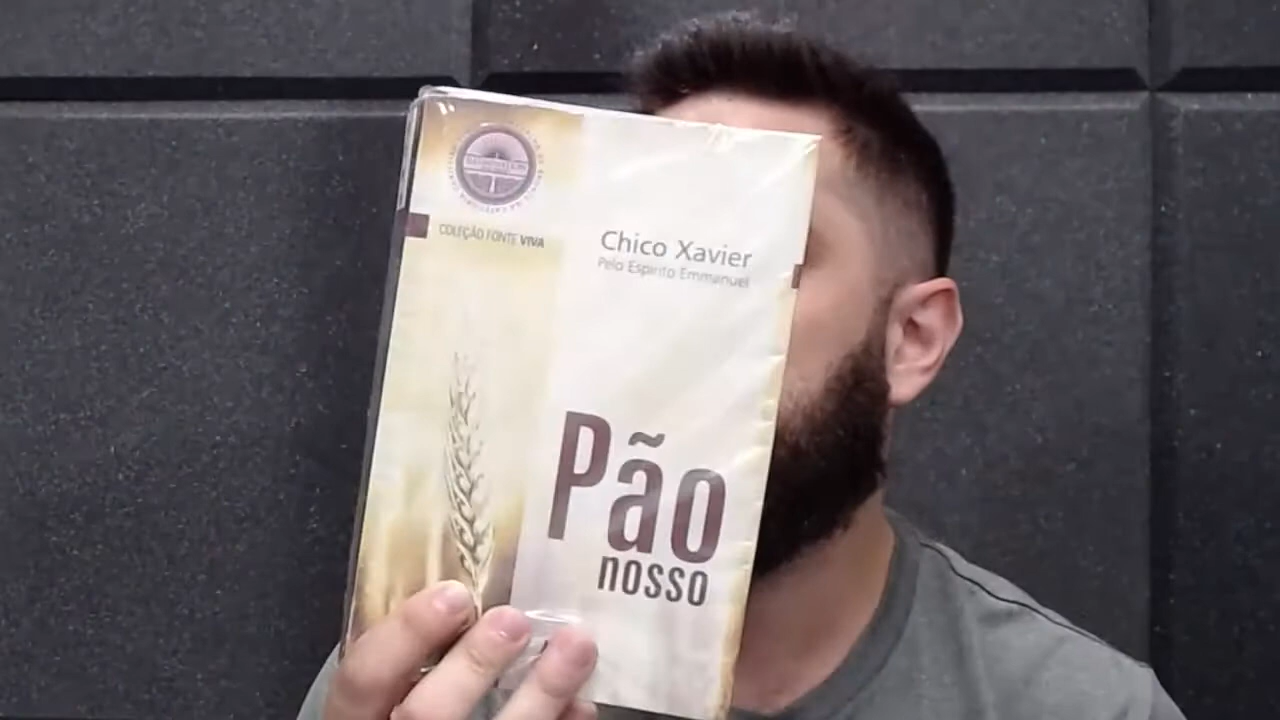 COLEÇÃO FONTE VIVA
Chico Xavier
Pelo Espírito Emmanuel
Pão
nosso